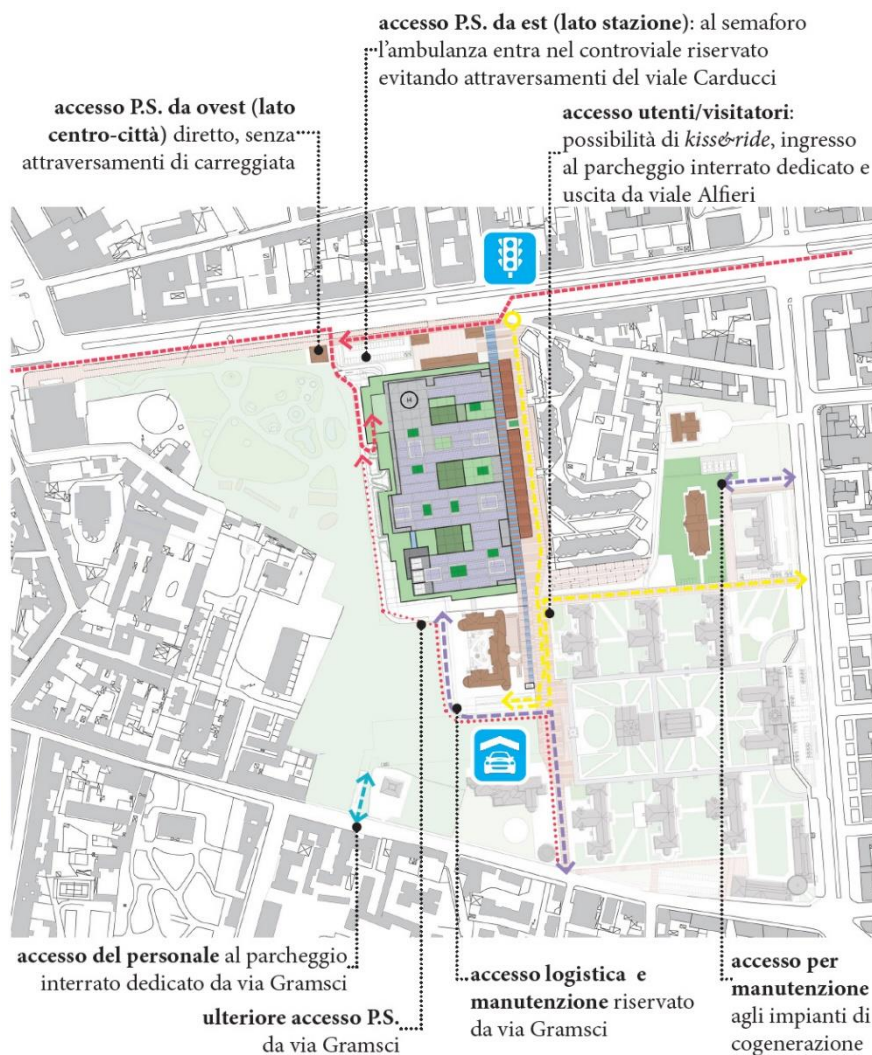 accesso P.S. da est (lato stazione): al semaforo
l’ambulanza entra nel controviale riservato
evitando attraversamenti del viale Carducci
accesso P.S. da ovest (lato
centro-città) diretto, senza
attraversamenti di carreggiata
accesso utenti/visitatori:
possibilità di kiss&ride, ingresso
al parcheggio interrato dedicato e
uscita da viale Alfieri
H
accesso del personale al parcheggio
interrato dedicato da via Gramsci
ulteriore accesso P.S.
da via Gramsci
accesso logistica e
manutenzione riservato
da via Gramsci
accesso per
manutenzione
agli impianti di
cogenerazione